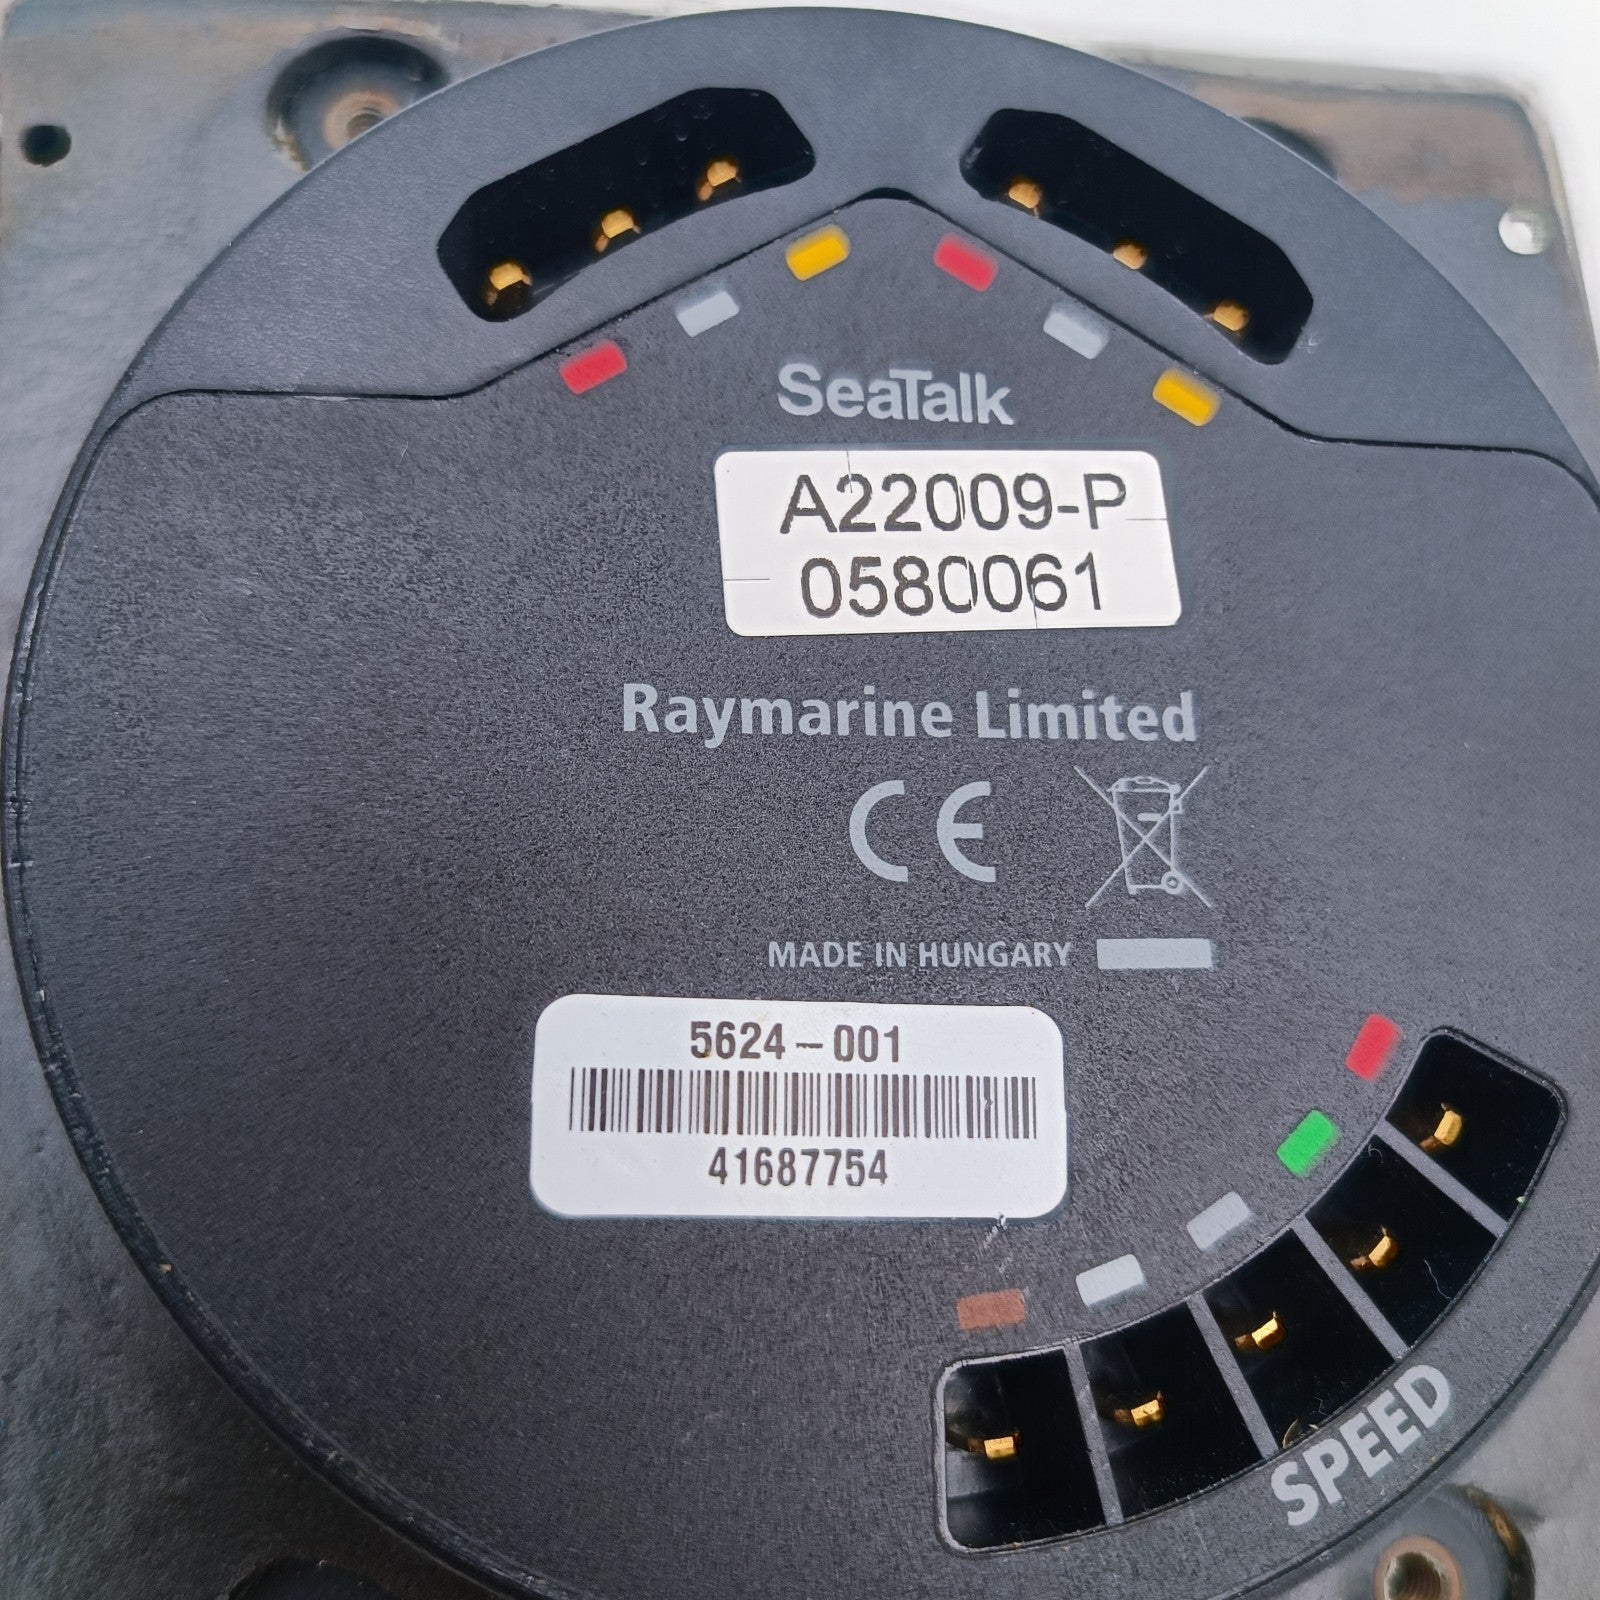 SeaTalk
A22009-P
0580061
Raymarine Limited
CE
MADE IN HUNGARY
5624-001
41687754
SPEED